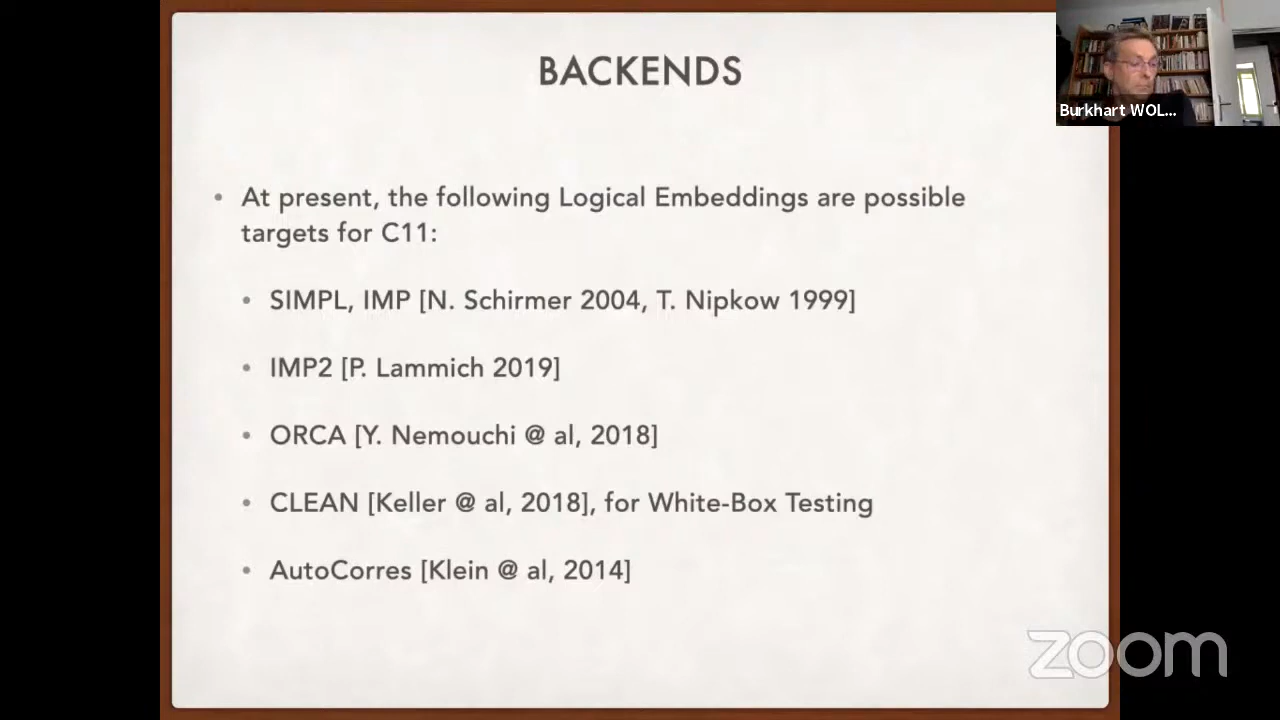 BACKENDS
Burkhart WOL...
• At present, the following Logical Embeddings are possible
targets for C11:
• SIMPL, IMP [N. Schirmer 2004, T. Nipkow 1999]
• IMP2 [P. Lammich 2019]
• ORCA [Y. Nemouchi @ al, 2018]
• CLEAN [Keller @ al, 2018], for White-Box Testing
• AutoCorres [Klein @ al, 2014]
zoom